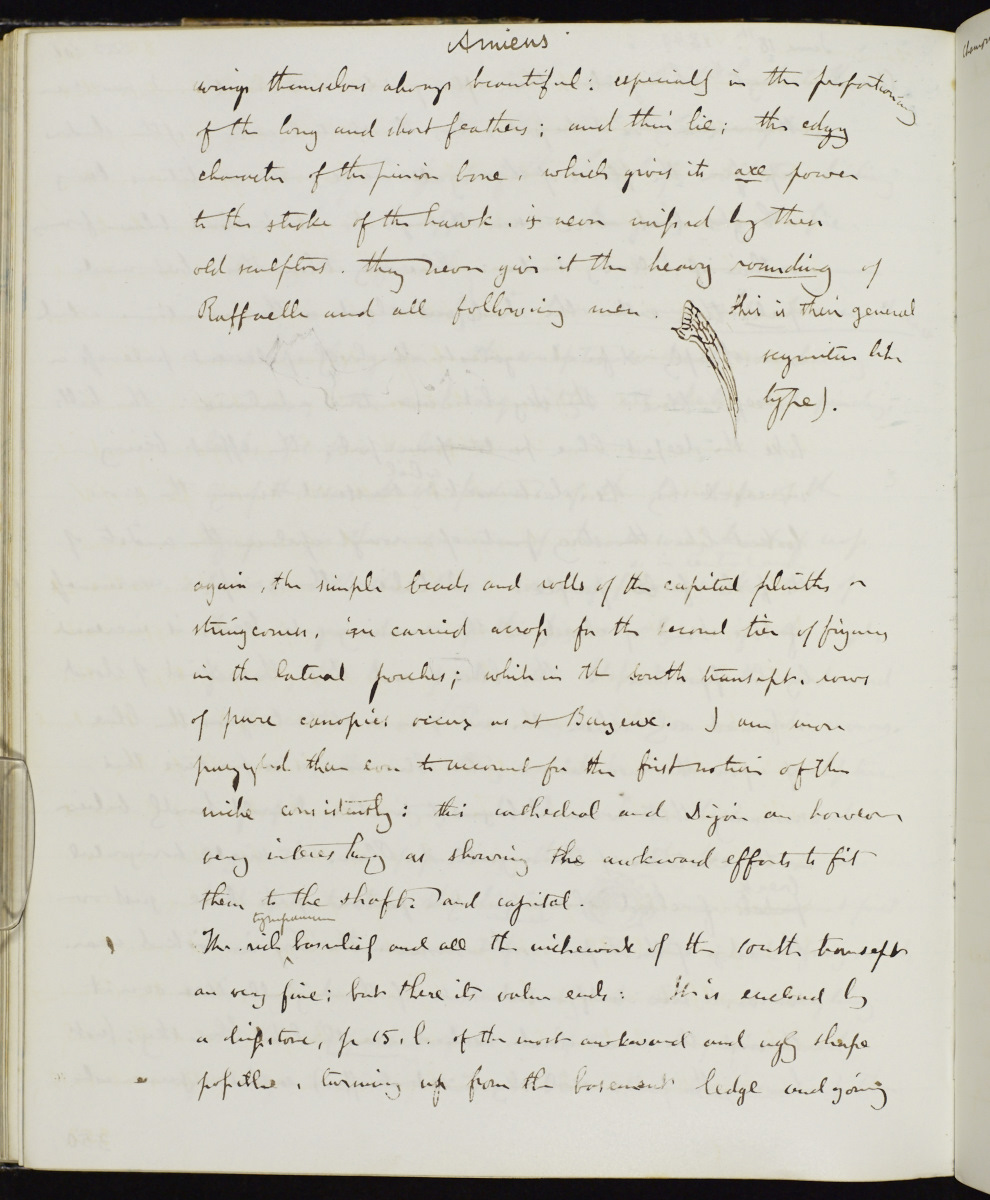 Amiens
wings themselves always beautiful: especially in the proportioning
of the long and short feathers; and their lie; the edgy
character of the pinion bone, which gives its axe power
to the stroke of the hawk, is never missed by these
old sculptors. they never give it the heavy rounding of
Raffaelle and all following men. this is their general
scymitar like
type).
again, the simple beads and rolls of the capital plinths or
stringcourses, are carried across for the second tier of figures
in the lateral porches; while in the south transept, rows
of pure canopies occur as at Bayeux. I am more
puzzled than ever to account for the first notion of the
niche consistently: this cathedral and Dijon are however
very interesting as showing the awkward efforts to fit
them to the shafts and capital.
tympanum
The rich basrelief and all the nichework of the south transept
are very fine; but there its value ends: It is enclosed by
a dripstone, p 15. l. of the most awkward and ugly shape
possible, turning up from the basement ledge and going